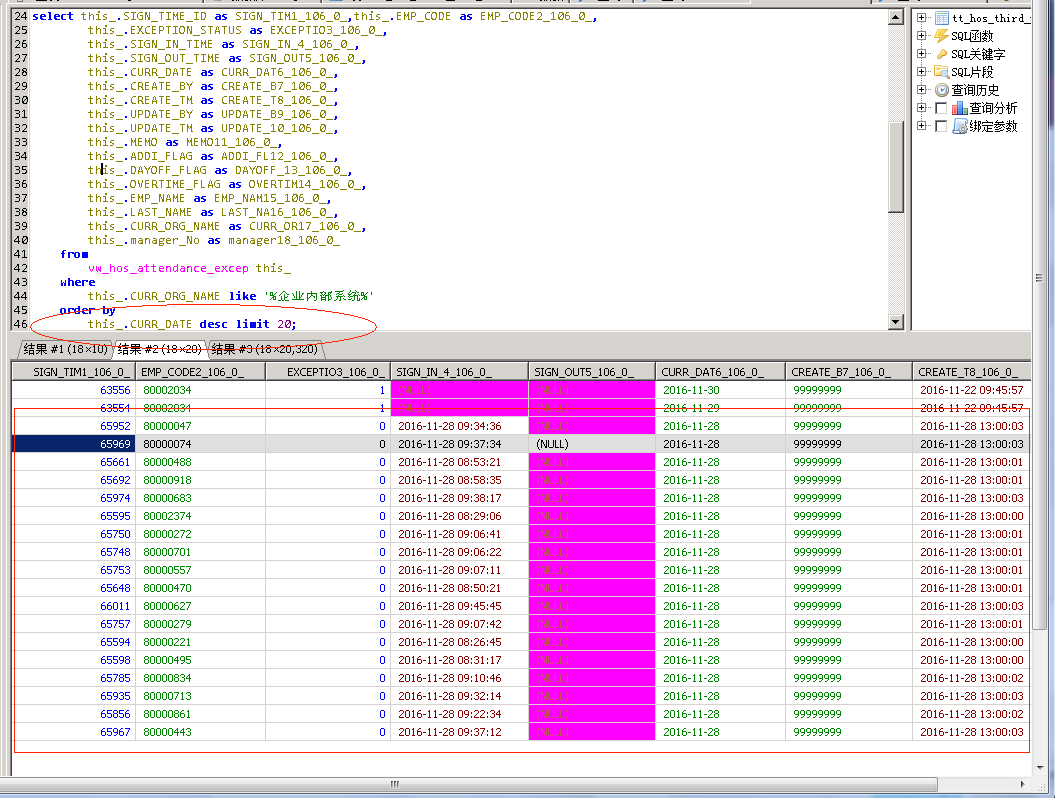 24 select this_.SIGN_TIME_ID as SIGN_TIM1_106_0_,this_.EMP_CODE as EMP_CODE2_106_0_,
25 this_.EXCEPTION_STATUS as EXCEPTIO3_106_0_,
26 this_.SIGN_IN_TIME as SIGN_IN_4_106_0_,
27 this_.SIGN_OUT_TIME as SIGN_OUT5_106_0_,
28 this_.CURR_DATE as CURR_DAT6_106_0_,
29 this_.CREATE_BY as CREATE_B7_106_0_,
30 this_.CREATE_TM as CREATE_T8_106_0_,
31 this_.UPDATE_BY as UPDATE_B9_106_0_,
32 this_.UPDATE_TM as UPDATE_10_106_0_,
33 this_.MEMO as MEMO11_106_0_,
34 this_.ADDI_FLAG as ADDI_FL12_106_0_,
35 this_.DAYOFF_FLAG as DAYOFF_13_106_0_,
36 this_.OVERTIME_FLAG as OVERTIM14_106_0_,
37 this_.EMP_NAME as EMP_NAM15_106_0_,
38 this_.LAST_NAME as LAST_NA16_106_0_,
39 this_.CURR_ORG_NAME as CURR_OR17_106_0_,
40 this_.manager_No as manager18_106_0_
41 from
42 vw_hos_attendance_excep this_
43 where
44 this_.CURR_ORG_NAME like '%企业内部系统%'
45 order by
46 this_.CURR_DATE desc limit 20;
tt_hos_third_
SQL函数
SQL关键字
SQL片段
查询历史
查询分析
绑定参数
结果 #1 (18×10) 结果 #2 (18×20) 结果 #3 (18×20,320)
SIGN_TIM1_106_0_ EMP_CODE2_106_0_ EXCEPTIO3_106_0_ SIGN_IN_4_106_0_ SIGN_OUT5_106_0_ CURR_DAT6_106_0_ CREATE_B7_106_0_ CREATE_T8_106_0_
63556 80002034 1 (NULL) (NULL) 2016-11-30 99999999 2016-11-22 09:45:57
63554 80002034 1 (NULL) (NULL) 2016-11-29 99999999 2016-11-22 09:45:57
65952 80000047 0 2016-11-28 09:34:36 (NULL) 2016-11-28 99999999 2016-11-28 13:00:03
65969 80000074 0 2016-11-28 09:37:34 (NULL) 2016-11-28 99999999 2016-11-28 13:00:03
65661 80000488 0 2016-11-28 08:53:21 (NULL) 2016-11-28 99999999 2016-11-28 13:00:01
65692 80000918 0 2016-11-28 08:58:35 (NULL) 2016-11-28 99999999 2016-11-28 13:00:01
65974 80000683 0 2016-11-28 09:38:17 (NULL) 2016-11-28 99999999 2016-11-28 13:00:03
65595 80002374 0 2016-11-28 08:29:06 (NULL) 2016-11-28 99999999 2016-11-28 13:00:00
65750 80000272 0 2016-11-28 09:06:41 (NULL) 2016-11-28 99999999 2016-11-28 13:00:01
65748 80000701 0 2016-11-28 09:06:22 (NULL) 2016-11-28 99999999 2016-11-28 13:00:01
65753 80000557 0 2016-11-28 09:07:11 (NULL) 2016-11-28 99999999 2016-11-28 13:00:01
65648 80000470 0 2016-11-28 08:50:21 (NULL) 2016-11-28 99999999 2016-11-28 13:00:01
66011 80000627 0 2016-11-28 09:45:45 (NULL) 2016-11-28 99999999 2016-11-28 13:00:03
65757 80000279 0 2016-11-28 09:07:42 (NULL) 2016-11-28 99999999 2016-11-28 13:00:01
65594 80000221 0 2016-11-28 08:26:45 (NULL) 2016-11-28 99999999 2016-11-28 13:00:00
65598 80000495 0 2016-11-28 08:31:17 (NULL) 2016-11-28 99999999 2016-11-28 13:00:00
65785 80000834 0 2016-11-28 09:10:46 (NULL) 2016-11-28 99999999 2016-11-28 13:00:02
65935 80000713 0 2016-11-28 09:32:14 (NULL) 2016-11-28 99999999 2016-11-28 13:00:03
65856 80000861 0 2016-11-28 09:22:34 (NULL) 2016-11-28 99999999 2016-11-28 13:00:02
65967 80000443 0 2016-11-28 09:37:12 (NULL) 2016-11-28 99999999 2016-11-28 13:00:03